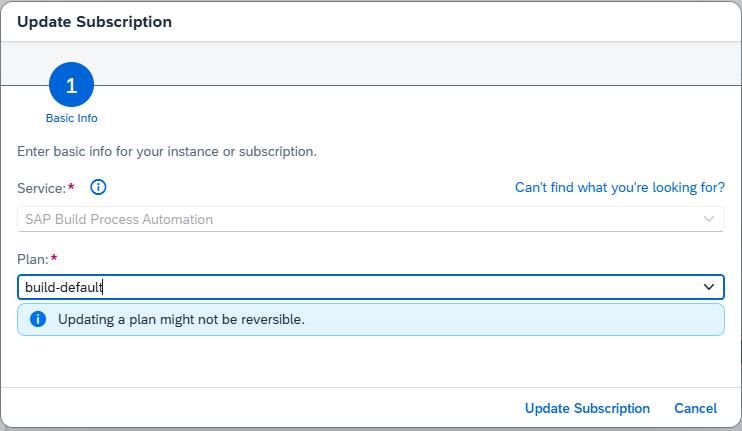 Update Subscription
1
Basic Info
Enter basic info for your instance or subscription.
Service:* Can't find what you're looking for?
SAP Build Process Automation
Plan:*
build-default
Updating a plan might not be reversible.
Update Subscription Cancel